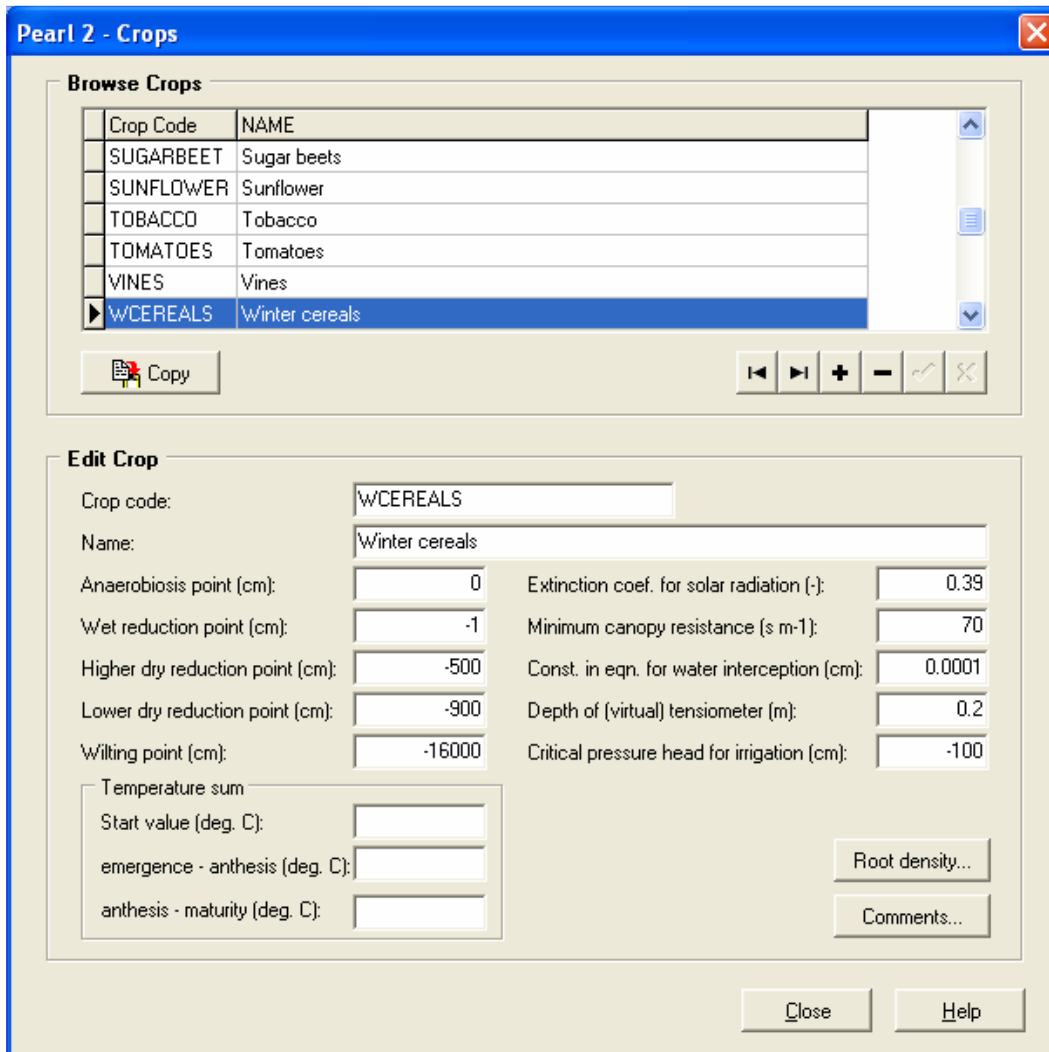 Pearl 2 - Crops
Browse Crops
Crop Code NAME
SUGARBEET Sugar beets
SUNFLOWER Sunflower
TOBACCO Tobacco
TOMATOES Tomatoes
VINES Vines
WCEREALS Winter cereals
Copy
Edit Crop
Crop code: WCEREALS
Name: Winter cereals
Anaerobiosis point (cm): 0 Extinction coef. for solar radiation (-): 0.39
Wet reduction point (cm): -1 Minimum canopy resistance (s m-1): 70
Higher dry reduction point (cm): -500 Const. in eqn. for water interception (cm): 0.0001
Lower dry reduction point (cm): -900 Depth of (virtual) tensiometer (m): 0.2
Wilting point (cm): -16000 Critical pressure head for irrigation (cm): -100
Temperature sum
Start value (deg. C):
emergence - anthesis (deg. C): Root density...
anthesis - maturity (deg. C): Comments...
Close Help